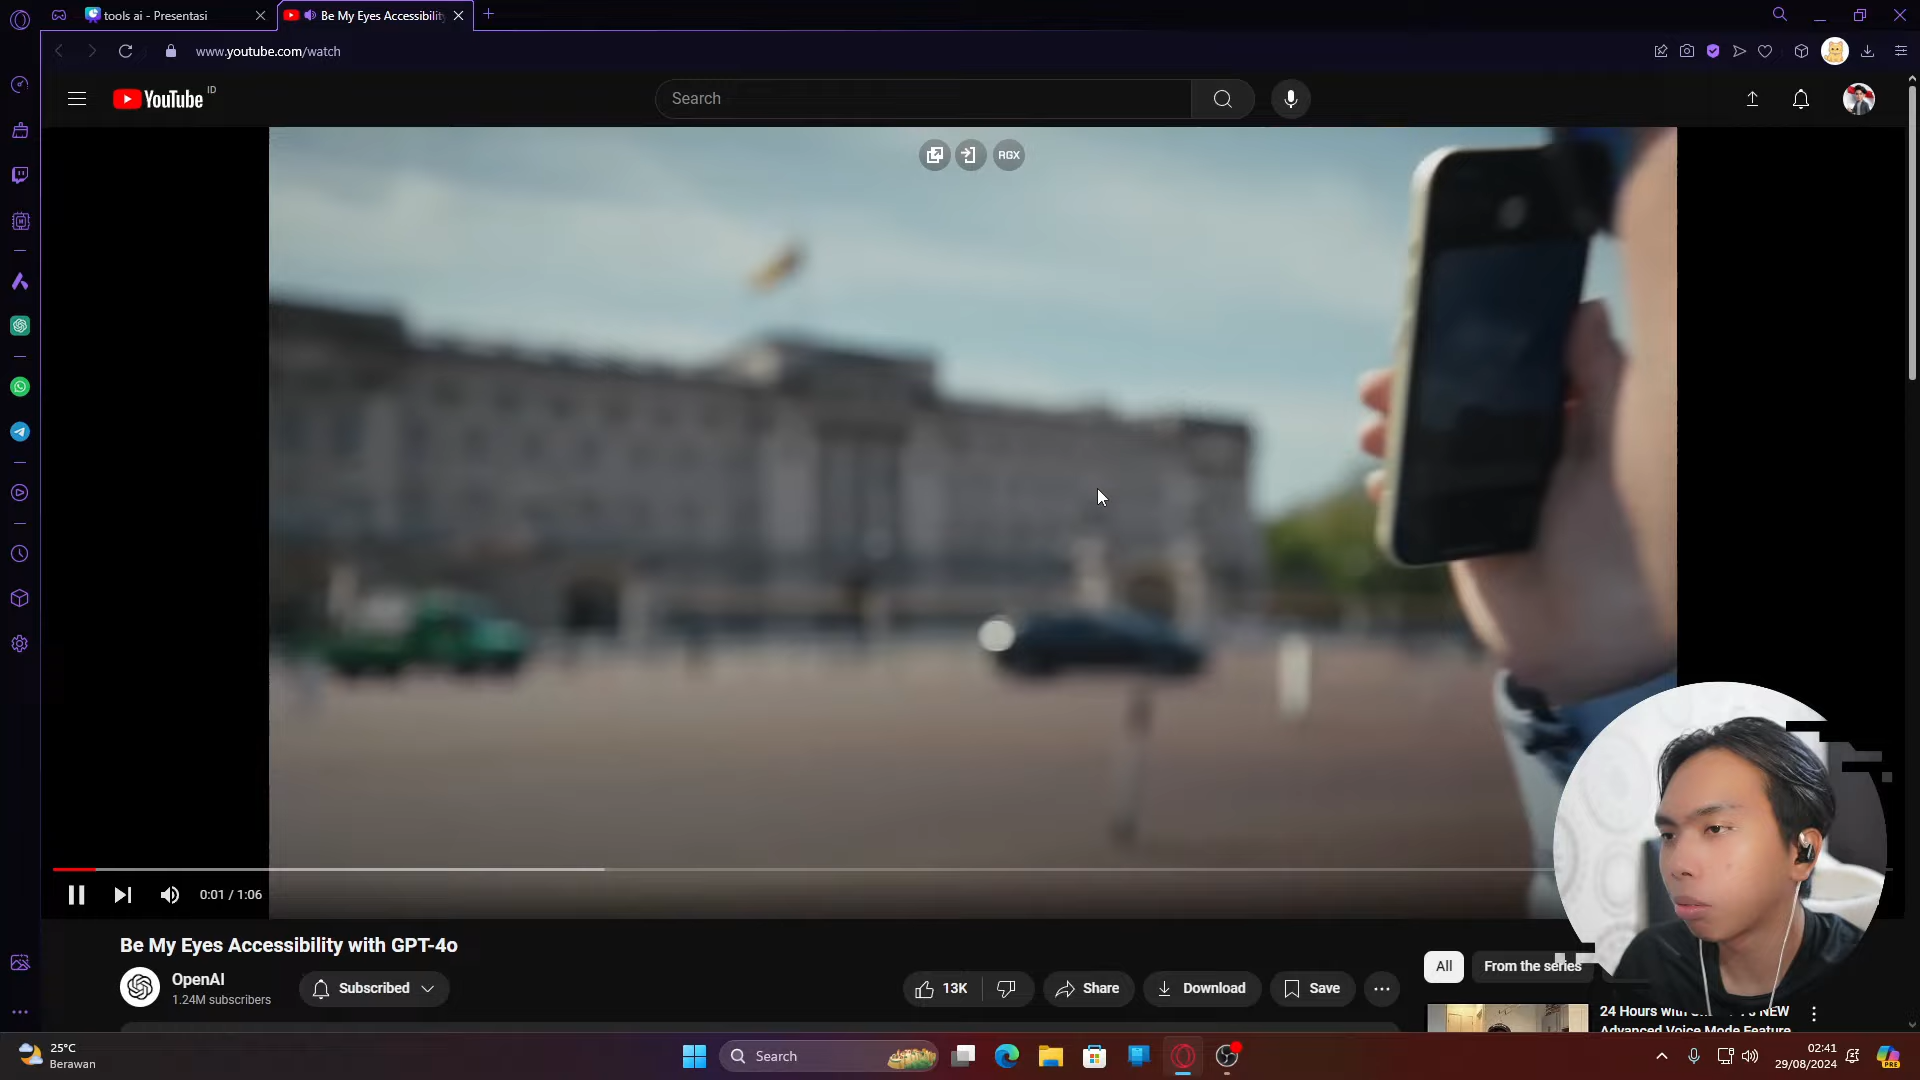 tools ai - Presentasi
Be My Eyes Accessibility
www.youtube.com/watch
YouTube ID
Search
RGX
0:01 / 1:06
Be My Eyes Accessibility with GPT-4o
OpenAI
1.24M subscribers
Subscribed
13K
Share
Download
Save
All
From the series
24 Hours with NEW
Advanced Voice Mode Feature
25°C
Berawan
Search
02:41
29/08/2024
PRE